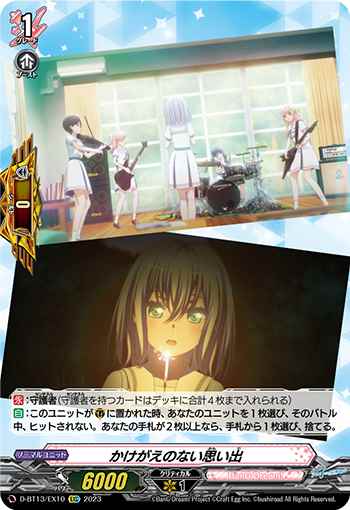 1
グレード
ブースト
0
永:守護者(守護者を持つカードはデッキに合計4枚まで入れられる)
自:このユニットが G に置かれた時、あなたのユニットを1枚選び、そのバトル
中、ヒットされない。あなたの手札が2枚以上なら、手札から1枚選び、捨てる。
ノーマルユニット
かけがえのない思い出
パワー 6000
クリティカル
1
D-BT13/EX10 2023
©BanG Dream! Project ©Craft Egg Inc. ©bushiroad All Rights Reserved.